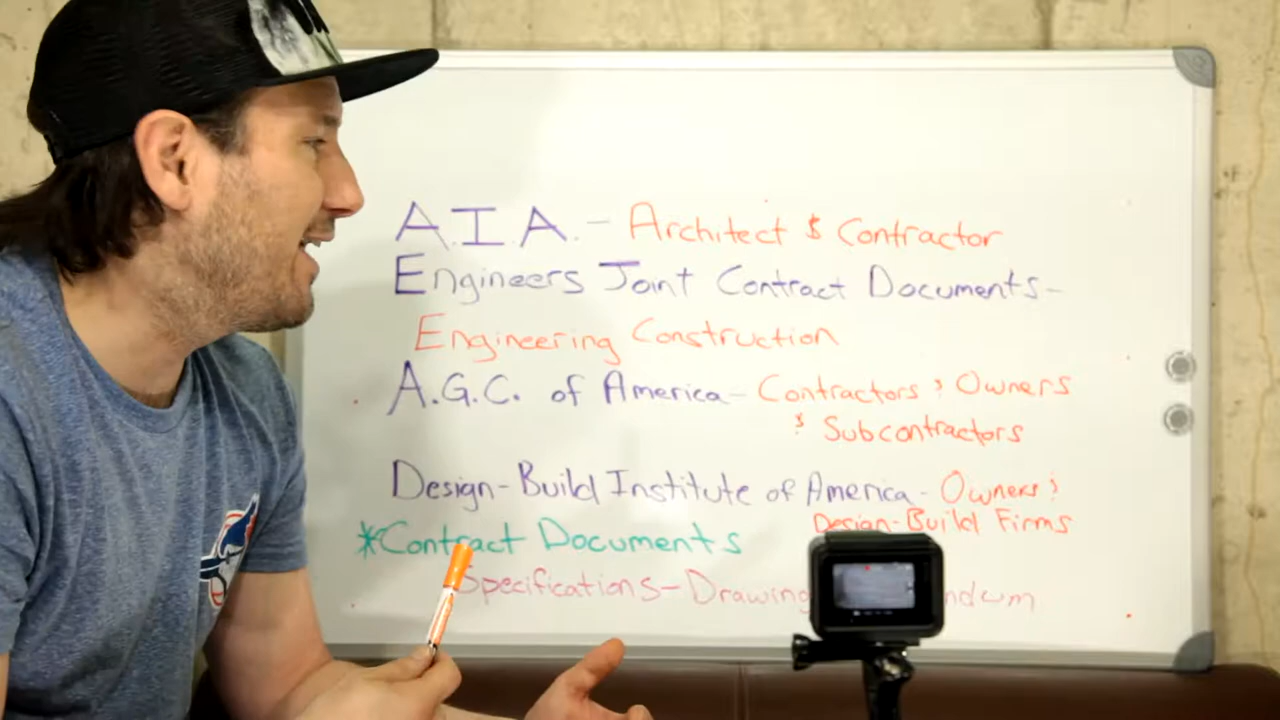 A.I.A. - Architect & Contractor
Engineers Joint Contract Documents -
Engineering Construction
A.G.C. of America - Contractors & Owners
& Subcontractors
Design-Build Institute of America - Owners &
Design-Build Firms
*Contract Documents
Specifications - Drawing